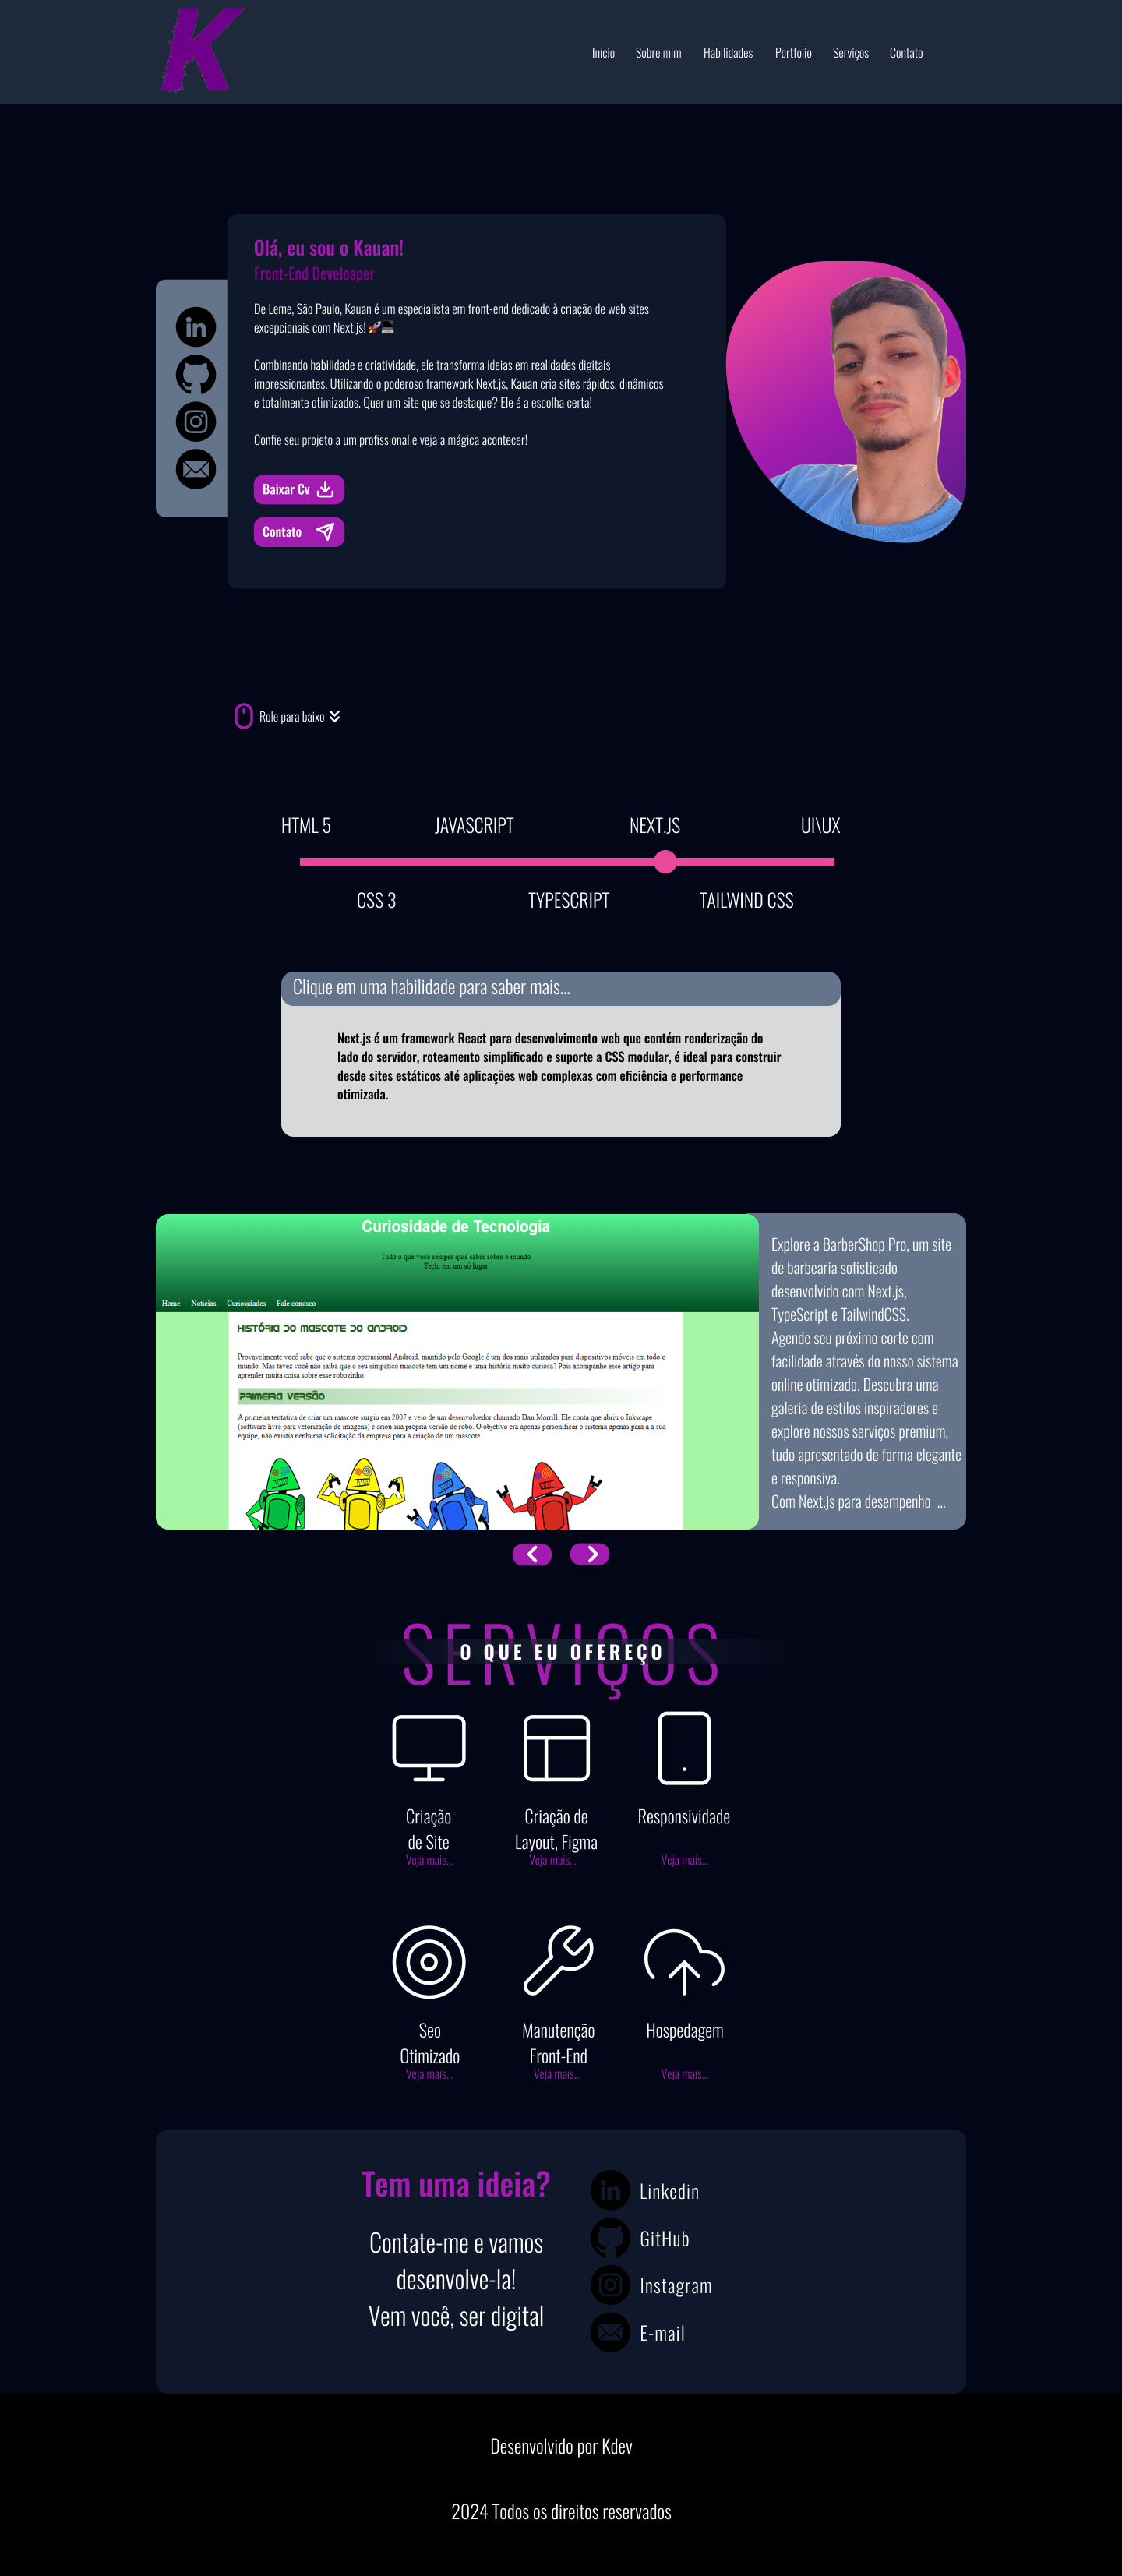 K
Início Sobre mim Habilidades Portfolio Serviços Contato
Olá, eu sou o Kauan!
Front-End Develoaper
De Leme, São Paulo, Kauan é um especialista em front-end dedicado à criação de web sites
excepcionais com Next.js! 🚀💻
Combinando habilidade e criatividade, ele transforma ideias em realidades digitais
impressionantes. Utilizando o poderoso framework Next.js, Kauan cria sites rápidos, dinâmicos
e totalmente otimizados. Quer um site que se destaque? Ele é a escolha certa!
Confie seu projeto a um profissional e veja a mágica acontecer!
Baixar Cv
Contato
Role para baixo
HTML 5 JAVASCRIPT NEXT.JS UI\UX
CSS 3 TYPESCRIPT TAILWIND CSS
Clique em uma habilidade para saber mais...
Next.js é um framework React para desenvolvimento web que contém renderização do
lado do servidor, roteamento simplificado e suporte a CSS modular, é ideal para construir
desde sites estáticos até aplicações web complexas com eficiência e performance
otimizada.
Curiosidade de Tecnologia
Tudo o que você sempre quis saber sobre o mundo
Tech, em um só lugar
Home Notícias Curiosidades Fale conosco
História do Mascote do Android
Provavelmente você sabe que o sistema operacional Android, mantido pelo Google é um dos mais utilizados para dispositivos móveis em todo o
mundo. Mas tavez você não saiba que o seu simpático mascote tem um nome e uma história muito curiosa? Pois acompanhe esse artigo para
aprender muita coisa sobre esse robozinho.
Primeira versão
A primeira tentativa de criar um mascote surgiu em 2007 e veio de um desenvolvedor chamado Dan Morrill. Ele conta que abriu o Inkscape
(software livre para vetorização de imagens) e criou sua própria versão de robô. O objetivo era apenas personificar o sistema apenas para a a sua
equipe, não existia nenhuma solicitação da empresa para a criação de um mascote.
Explore a BarberShop Pro, um site
de barbearia sofisticado
desenvolvido com Next.js,
TypeScript e TailwindCSS.
Agende seu próximo corte com
facilidade através do nosso sistema
online otimizado. Descubra uma
galeria de estilos inspiradores e
explore nossos serviços premium,
tudo apresentado de forma elegante
e responsiva.
Com Next.js para desempenho ...
SERVIÇOS
O QUE EU OFEREÇO
Criação
de Site
Veja mais...
Criação de
Layout, Figma
Veja mais...
Responsividade
Veja mais...
Seo
Otimizado
Veja mais...
Manutenção
Front-End
Veja mais...
Hospedagem
Veja mais...
Tem uma ideia?
Contate-me e vamos
desenvolve-la!
Vem você, ser digital
Linkedin
GitHub
Instagram
E-mail
Desenvolvido por Kdev
2024 Todos os direitos reservados